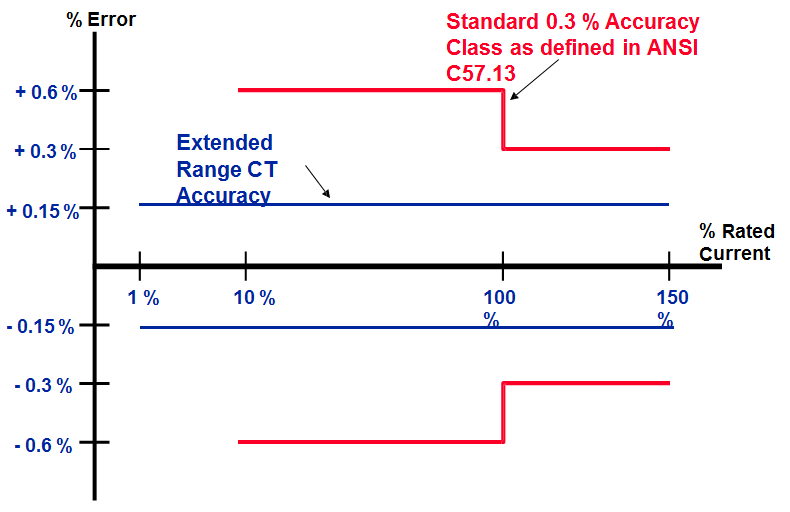 % Error
Standard 0.3 % Accuracy
Class as defined in ANSI
C57.13
+ 0.6 %
Extended
Range CT
Accuracy
+ 0.3 %
+ 0.15 %
% Rated
Current
1 %
10 %
100
%
150
%
- 0.15 %
- 0.3 %
- 0.6 %